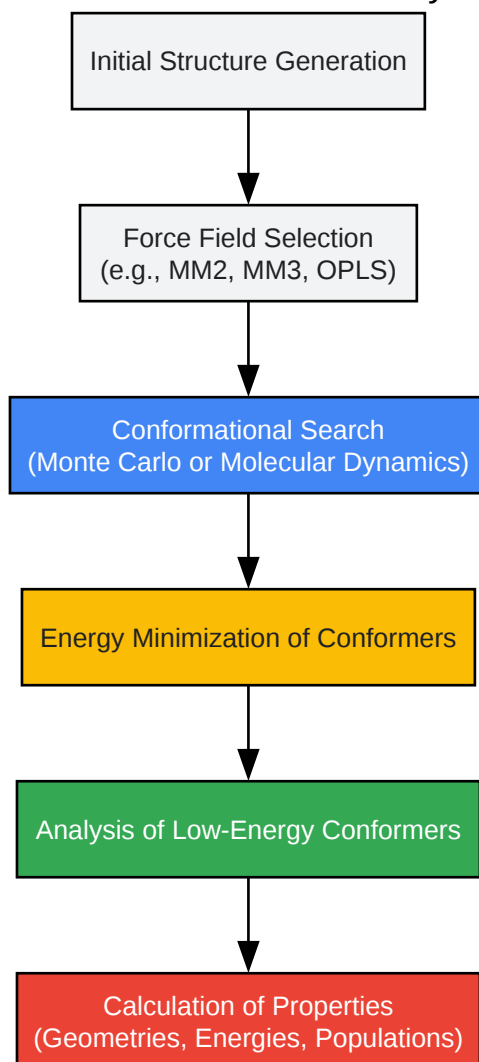 Initial Structure Generation
Force Field Selection
(e.g., MM2, MM3, OPLS)
Conformational Search
(Monte Carlo or Molecular Dynamics)
Energy Minimization of Conformers
Analysis of Low-Energy Conformers
Calculation of Properties
(Geometries, Energies, Populations)